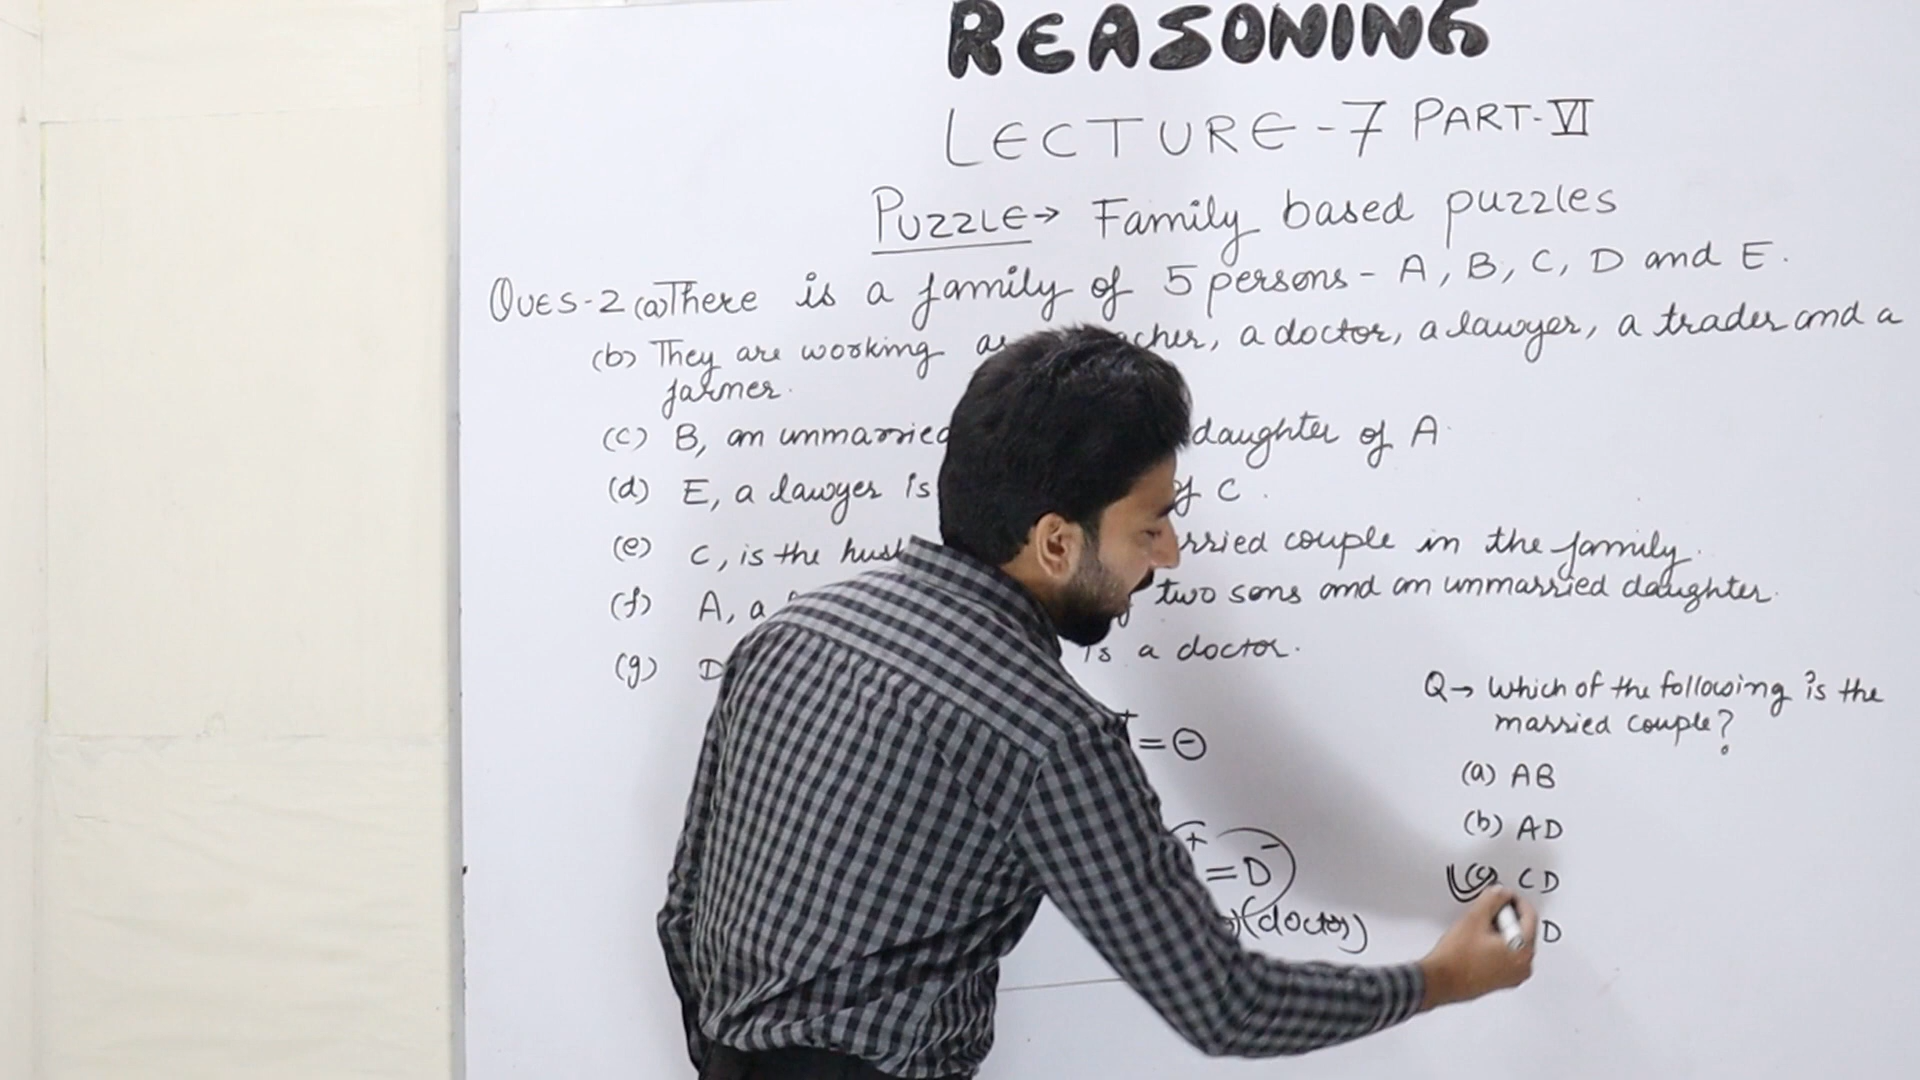 REASONING
LECTURE-7 PART-VI
PUZZLE→ Family based puzzles
QUES-2 (a) There is a family of 5 persons - A, B, C, D and E.
(b) They are working as cher, a doctor, a lawyer, a trader and a
farmer.
(c) B, an unmarried daughter of A
(d) E, a lawyer is of C.
(e) C, is the husb rried couple in the family.
(f) A, a two sons and an unmarried daughter.
(g) D is a doctor.
Q→ Which of the following is the
married couple?
(a) AB
(b) AD
(c) CD
D
+ = ⊖
+ = D -
(doctor)